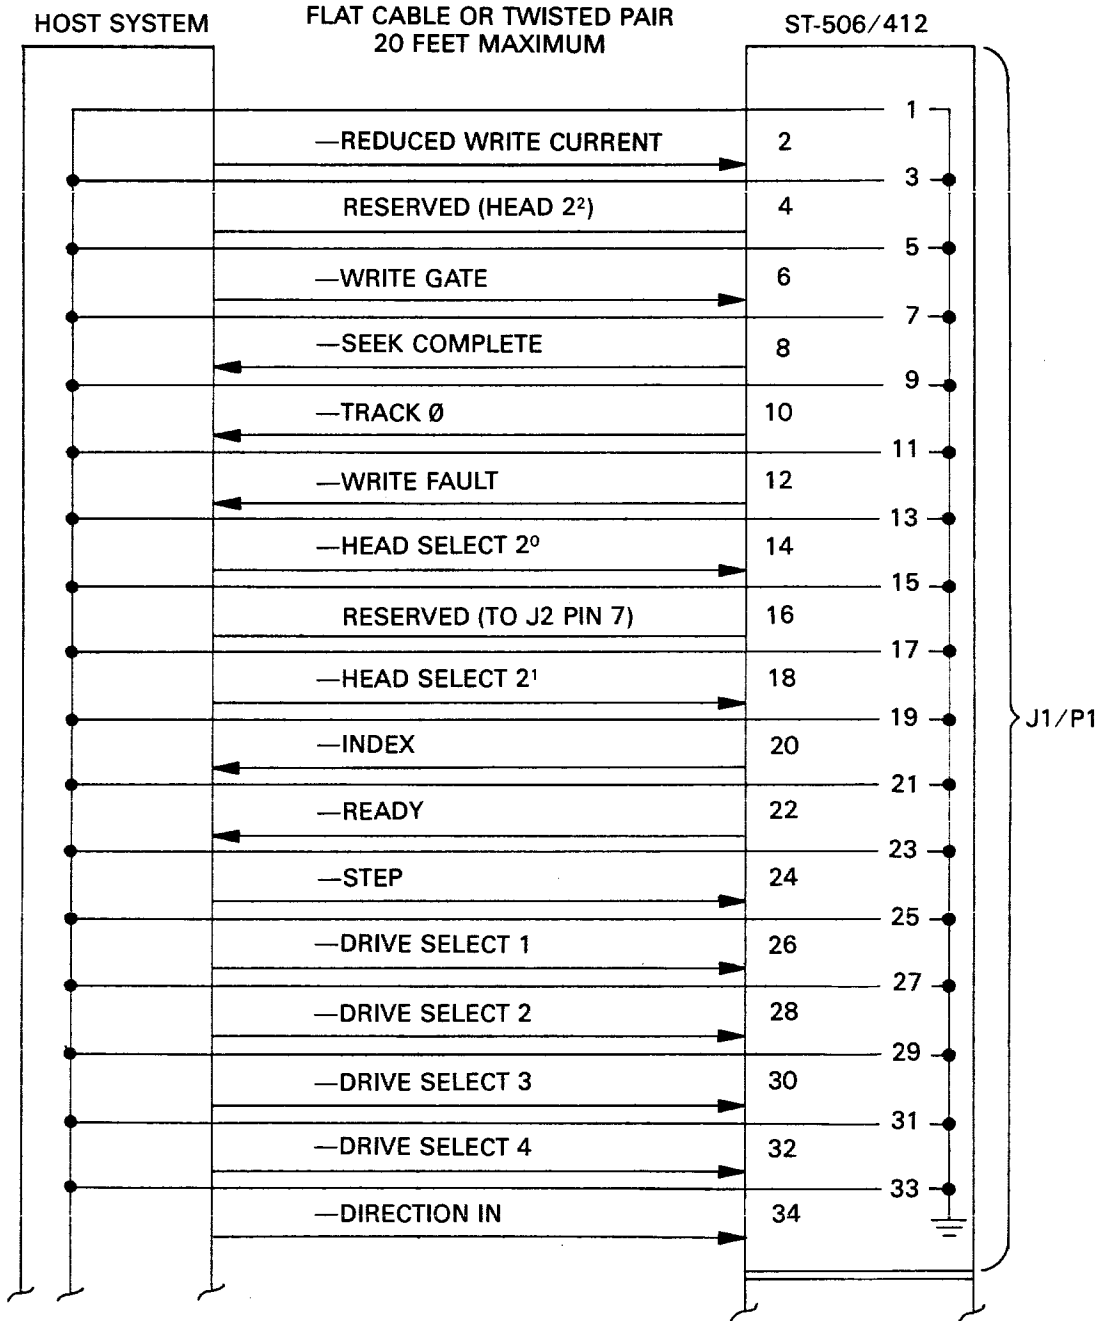 HOST SYSTEM
FLAT CABLE OR TWISTED PAIR
20 FEET MAXIMUM
ST-506/412
1
—REDUCED WRITE CURRENT 2
3
RESERVED (HEAD 2²) 4
5
—WRITE GATE 6
7
—SEEK COMPLETE 8
9
—TRACK Ø 10
11
—WRITE FAULT 12
13
—HEAD SELECT 2⁰ 14
15
RESERVED (TO J2 PIN 7) 16
17
—HEAD SELECT 2¹ 18
19
J1/P1
—INDEX 20
21
—READY 22
23
—STEP 24
25
—DRIVE SELECT 1 26
27
—DRIVE SELECT 2 28
29
—DRIVE SELECT 3 30
31
—DRIVE SELECT 4 32
33
—DIRECTION IN 34